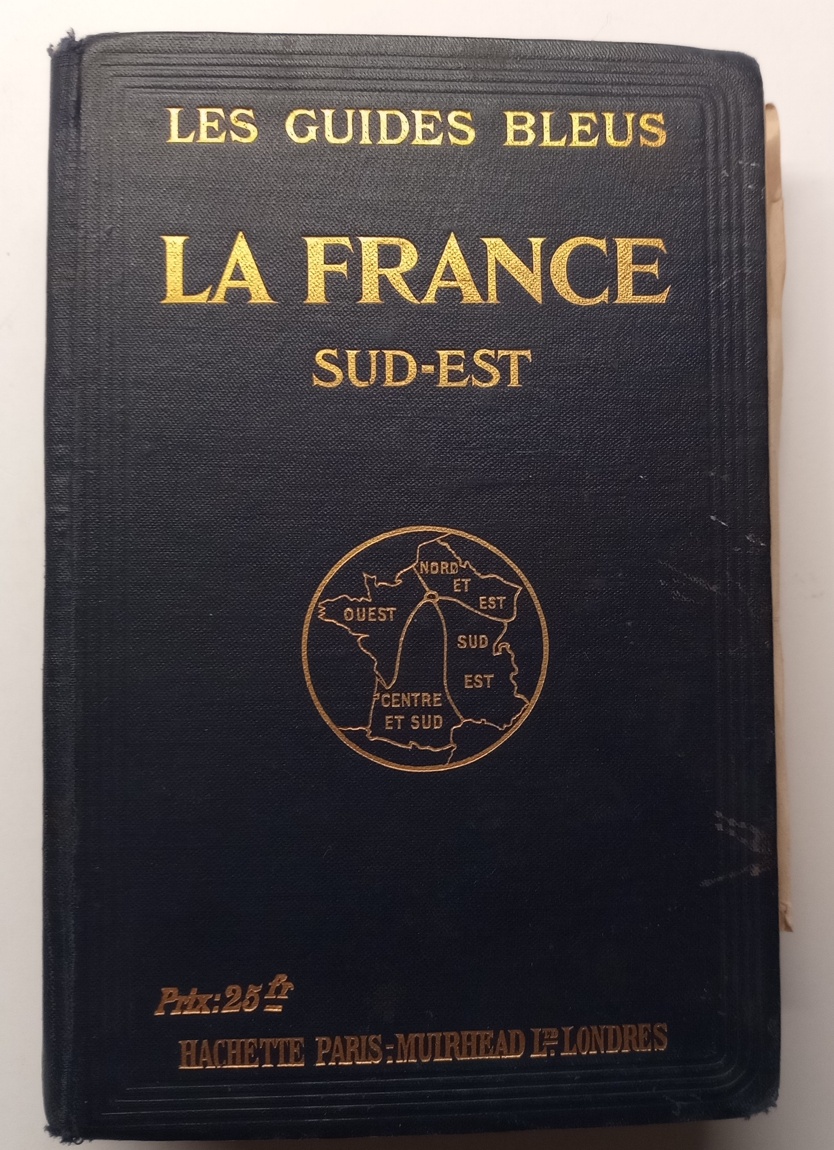 LES GUIDES BLEUS
LA FRANCE
SUD-EST
NORD
ET
EST
OUEST
SUD
EST
CENTRE
ET SUD
Prix: 25 fr
HACHETTE PARIS-MUIRHEAD LTD LONDRES